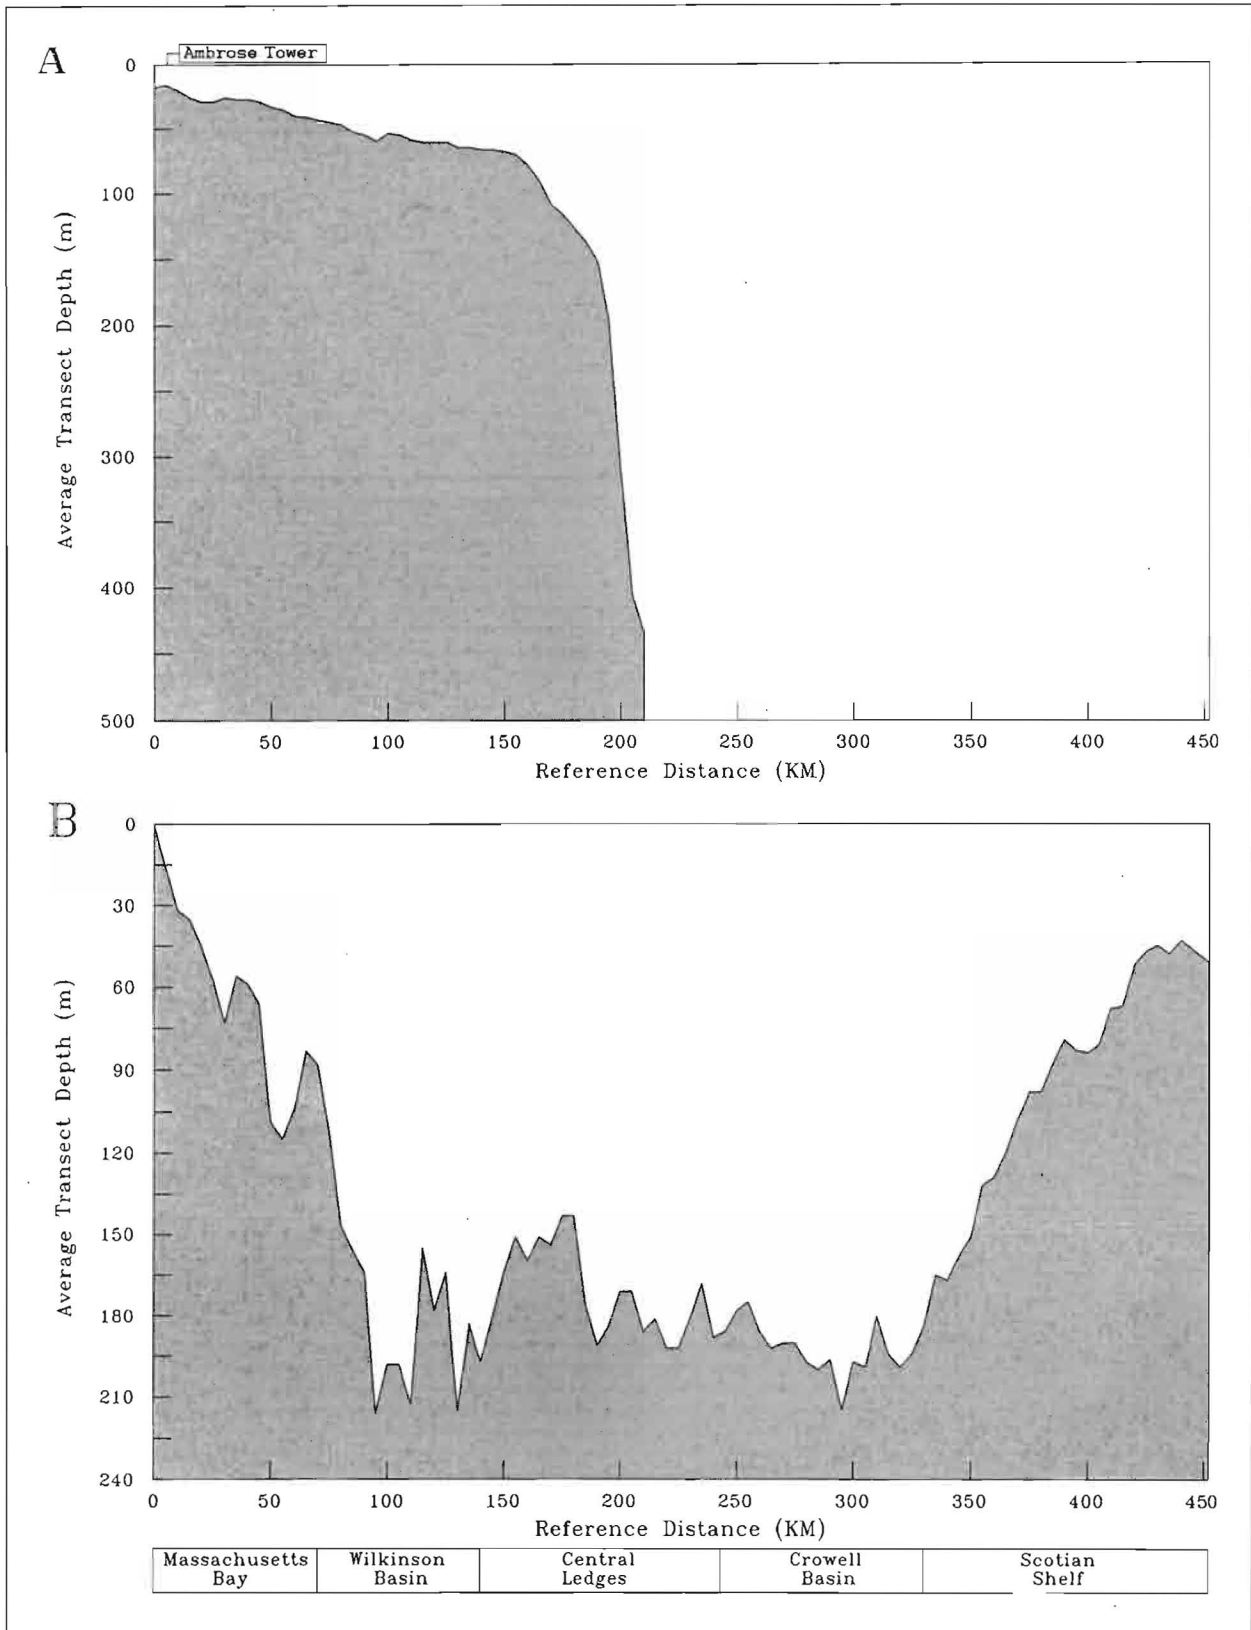 A
Ambrose Tower
0
100
200
300
400
500
Average Transect Depth (m)
0 50 100 150 200 250 300 350 400 450
Reference Distance (KM)
B
0
30
60
90
120
150
180
210
240
Average Transect Depth (m)
0 50 100 150 200 250 300 350 400 450
Reference Distance (KM)
Massachusetts
Bay
Wilkinson
Basin
Central
Ledges
Crowell
Basin
Scotian
Shelf